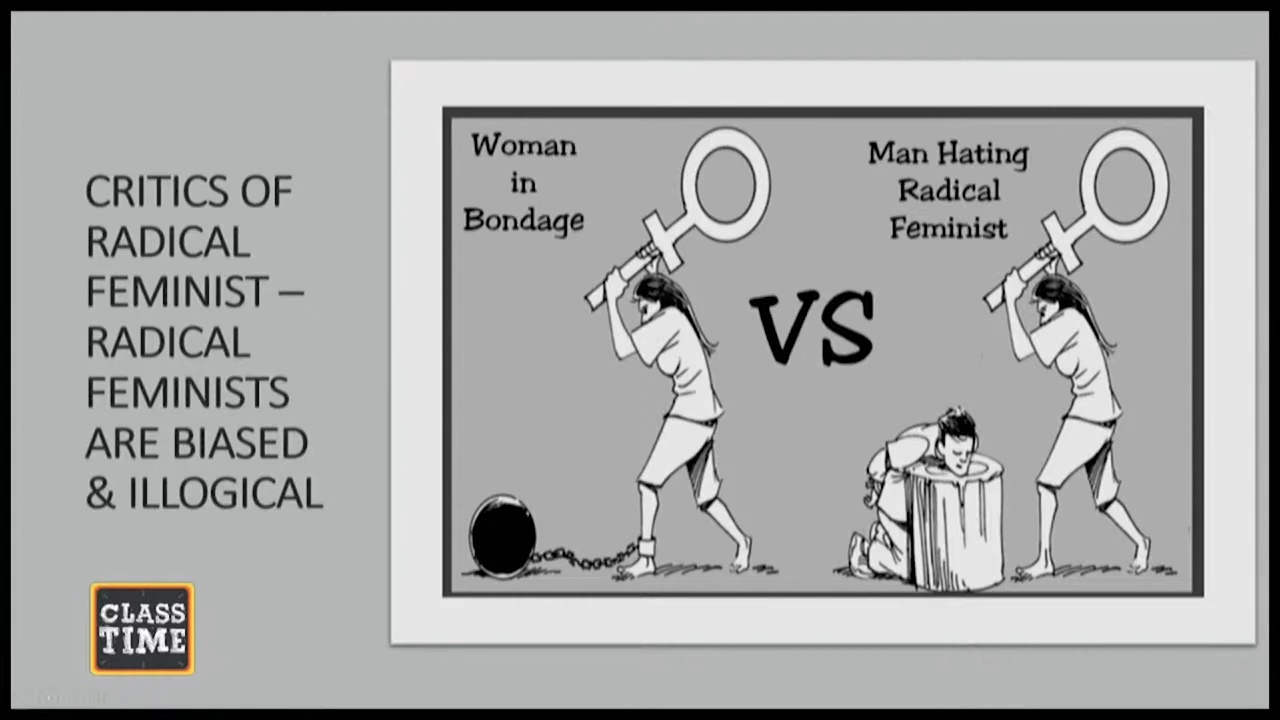 CRITICS OF
RADICAL
FEMINIST –
RADICAL
FEMINISTS
ARE BIASED
& ILLOGICAL
CLASS
TIME
Woman
in
Bondage
VS
Man Hating
Radical
Feminist